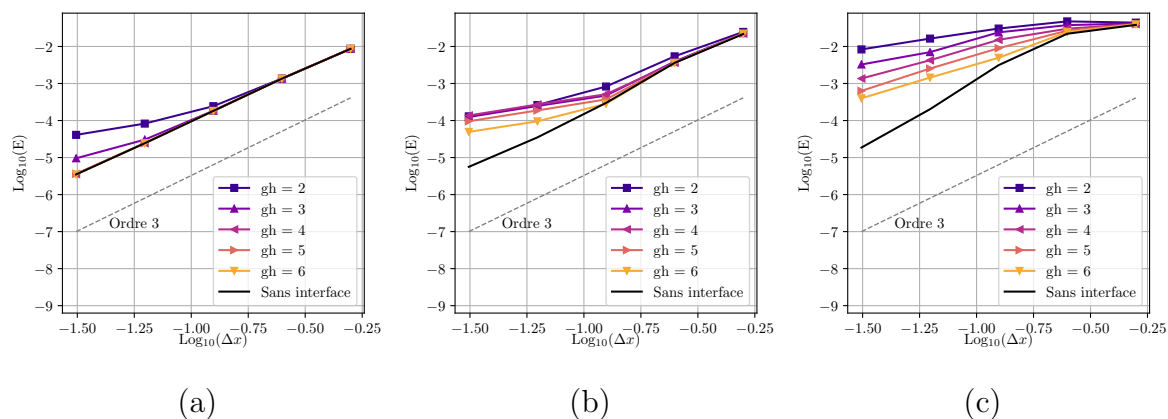 −2
−3
−4
−5
−6
−7
−8
−9
Log₁₀(E)
−1.50 −1.25 −1.00 −0.75 −0.50 −0.25
Log₁₀(Δx)
Ordre 3
gh = 2
gh = 3
gh = 4
gh = 5
gh = 6
Sans interface
(a)
−2
−3
−4
−5
−6
−7
−8
−9
Log₁₀(E)
−1.50 −1.25 −1.00 −0.75 −0.50 −0.25
Log₁₀(Δx)
Ordre 3
gh = 2
gh = 3
gh = 4
gh = 5
gh = 6
Sans interface
(b)
−2
−3
−4
−5
−6
−7
−8
−9
Log₁₀(E)
−1.50 −1.25 −1.00 −0.75 −0.50 −0.25
Log₁₀(Δx)
Ordre 3
gh = 2
gh = 3
gh = 4
gh = 5
gh = 6
Sans interface
(c)